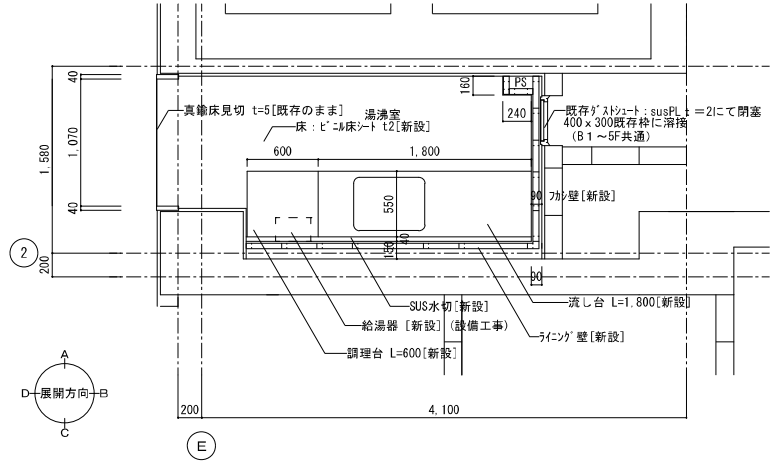 40
160
PS
240
真鍮床見切 t=5[既存のまま]
湯沸室
床：ビニル床シート t2[新設]
既存ダストシュート：susPL t＝2にて閉塞
400×300既存枠に溶接
（B1～5F共通）
1,580
1,070
600
1,800
550
90
フカシ壁[新設]
40
40
150
2
200
90
SUS水切[新設]
流し台 L=1,800[新設]
給湯器 [新設] (設備工事)
ライニング壁[新設]
調理台 L=600[新設]
A
D 展開方向 B
C
200
4,100
E